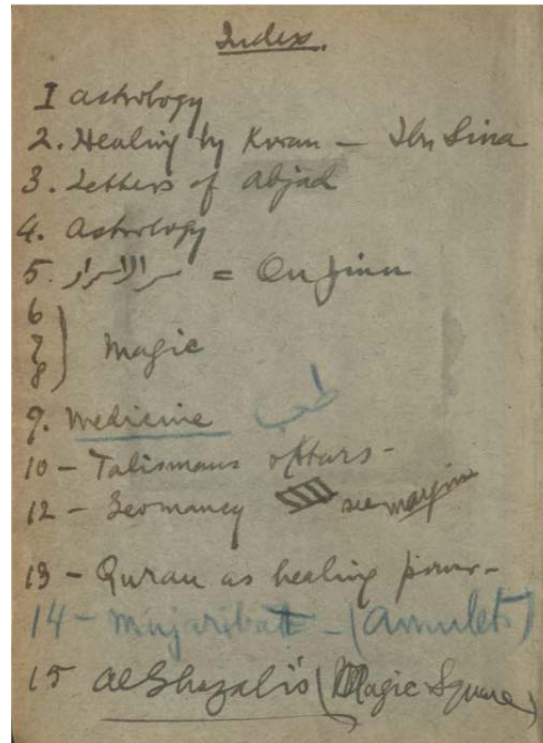 Index.
I astrology
2. Healing by Koran – Ibn Sina
3. Letters of abjad
4. Astrology
5. سر الاسرار = On Jinn
6
7
8 } Magic
9. Medicine طب
10 – Talismans of Stars –
12 – Geomancy see margin
13 – Quran as healing power –
14 – Mujaribatt – (Amulets)
15 al Ghazali's (Magic Square)